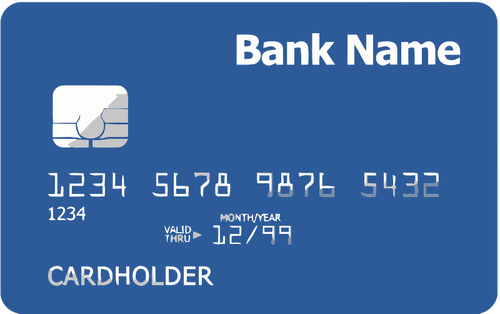 Bank Name
1234 5678 9876 5432
1234
MONTH/YEAR
VALID THRU 12/99
CARDHOLDER